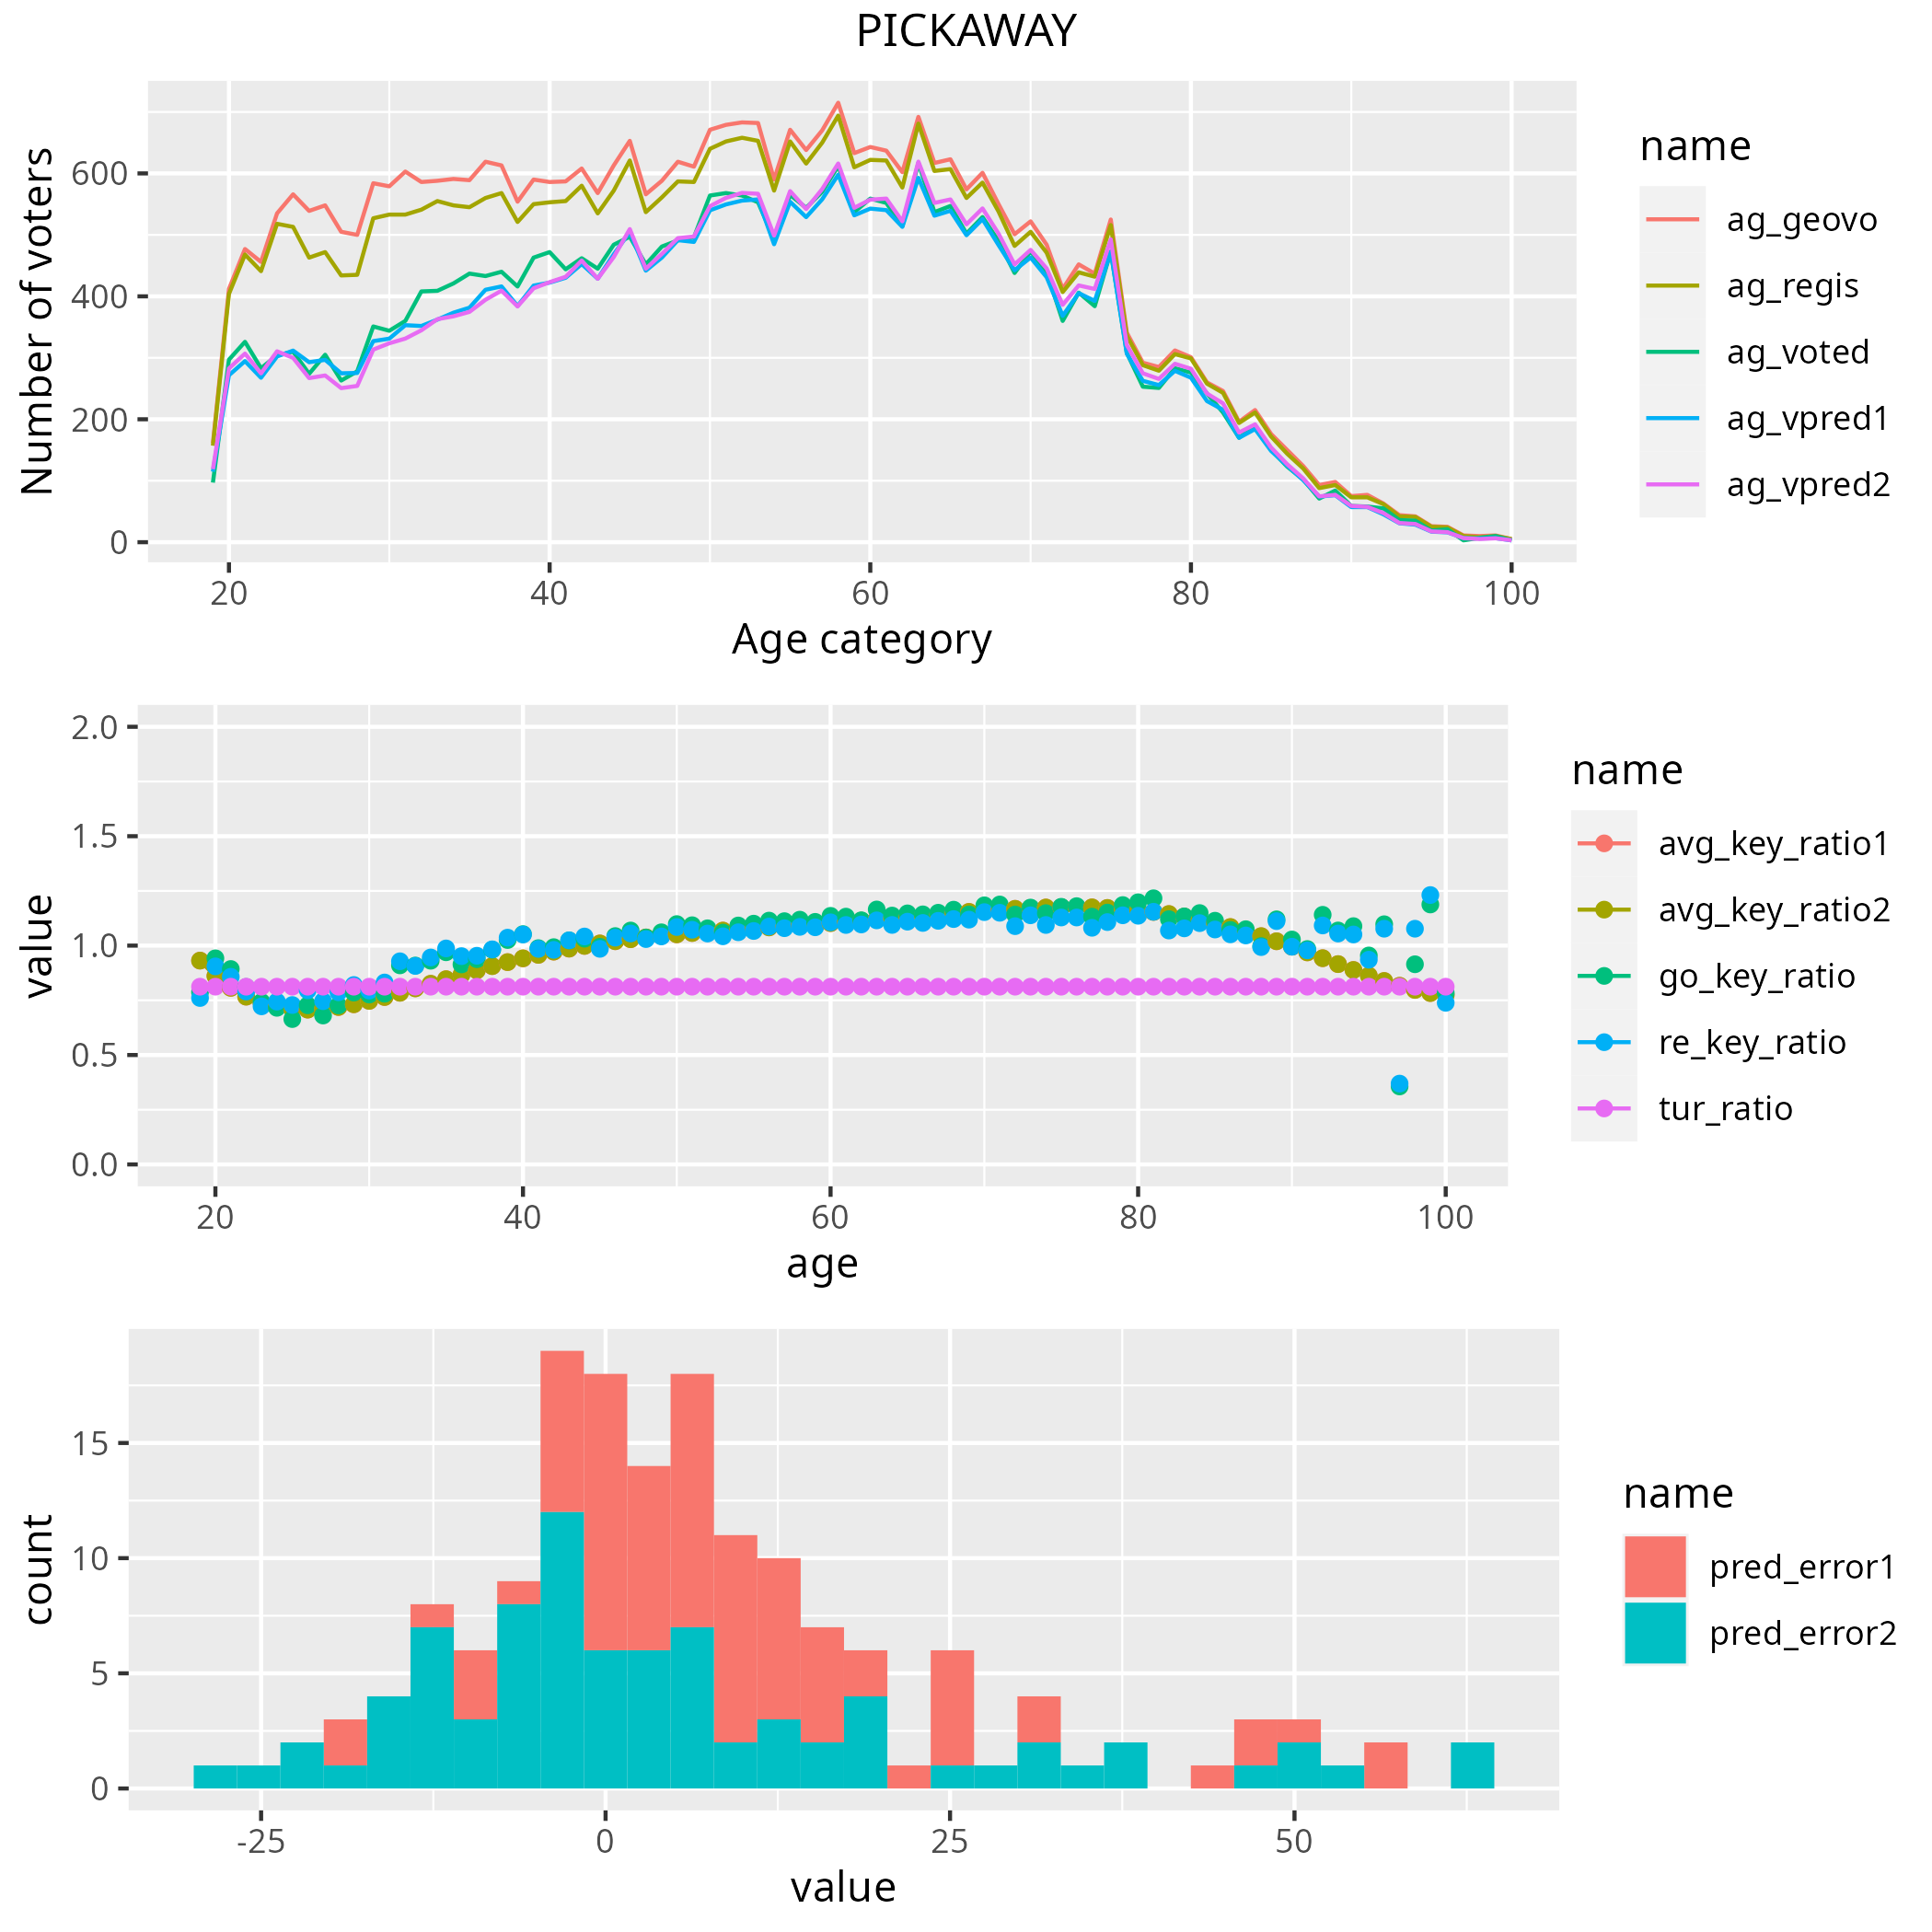 PICKAWAY
Number of voters
600
400
200
0
20 40 60 80 100
Age category
name
ag_geovo
ag_regis
ag_voted
ag_vpred1
ag_vpred2
value
2.0
1.5
1.0
0.5
0.0
20 40 60 80 100
age
name
avg_key_ratio1
avg_key_ratio2
go_key_ratio
re_key_ratio
tur_ratio
count
15
10
5
0
-25 0 25 50
value
name
pred_error1
pred_error2